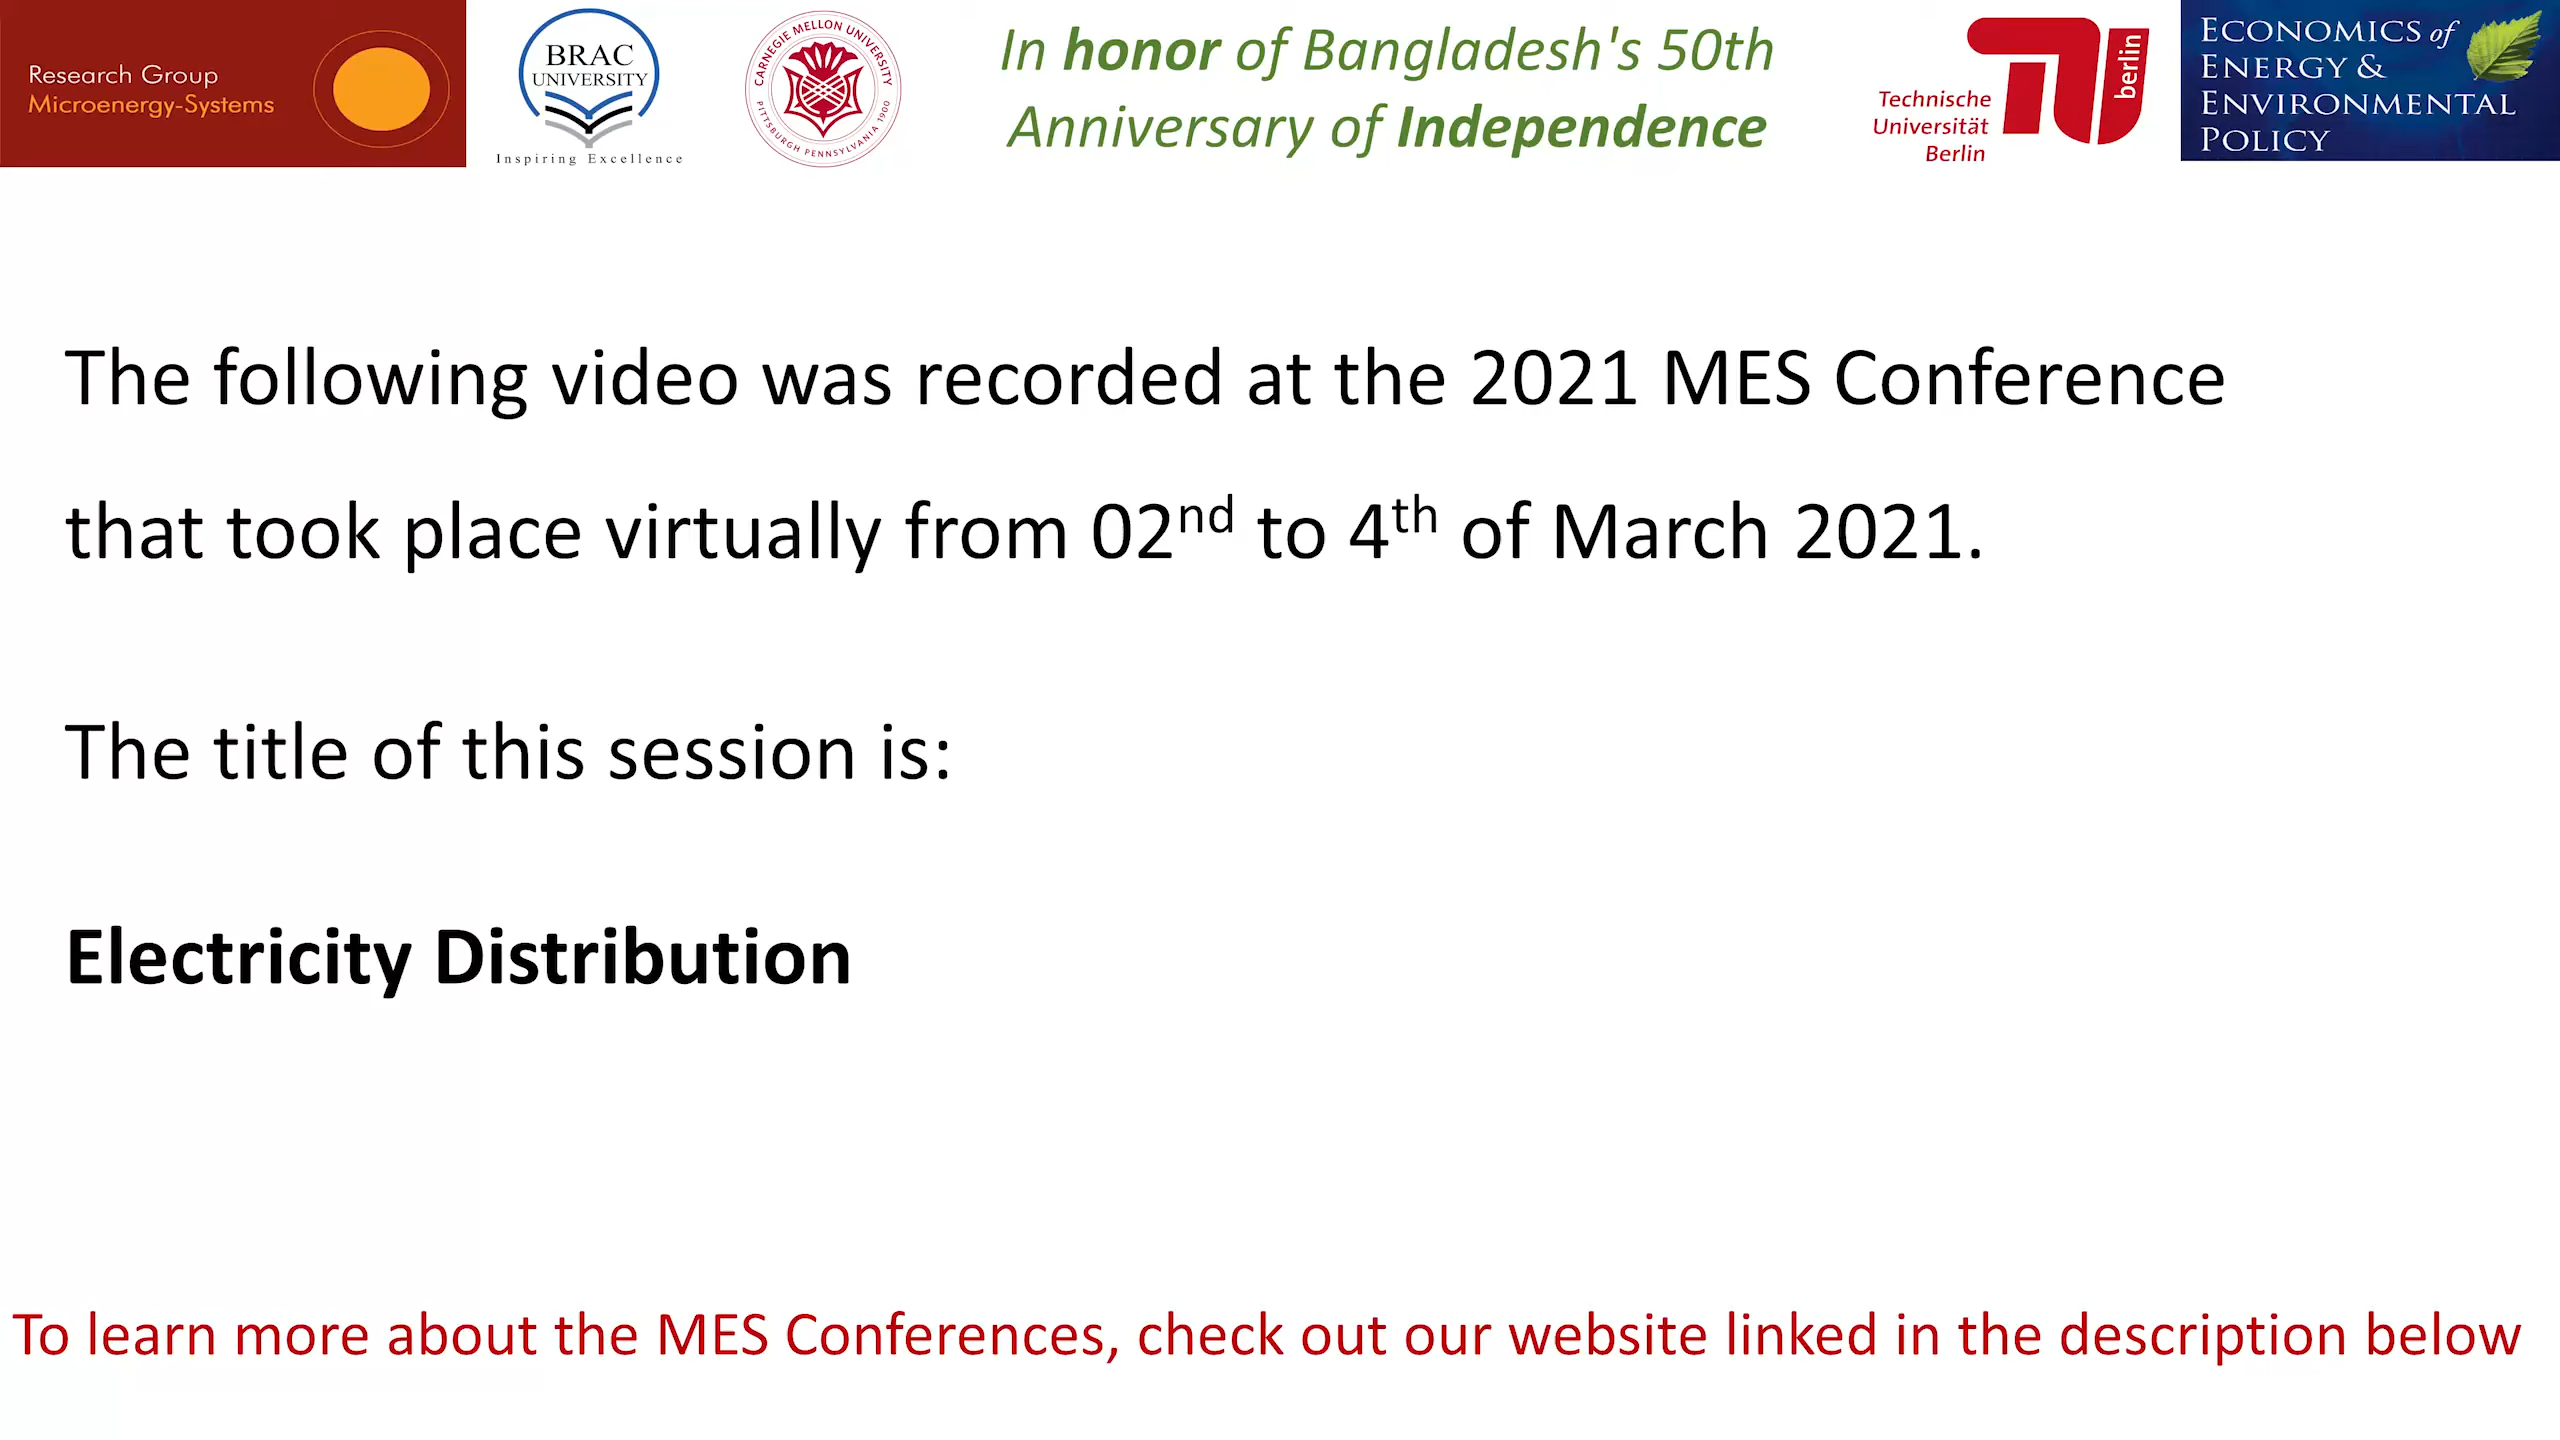 Research Group
Microenergy-Systems
BRAC
UNIVERSITY
Inspiring Excellence
CARNEGIE MELLON UNIVERSITY
PITTSBURGH PENNSYLVANIA 1900
In honor of Bangladesh's 50th
Anniversary of Independence
Technische
Universität
Berlin
berlin
ECONOMICS of
ENERGY &
ENVIRONMENTAL
POLICY
The following video was recorded at the 2021 MES Conference
that took place virtually from 02nd to 4th of March 2021.
The title of this session is:
Electricity Distribution
To learn more about the MES Conferences, check out our website linked in the description below